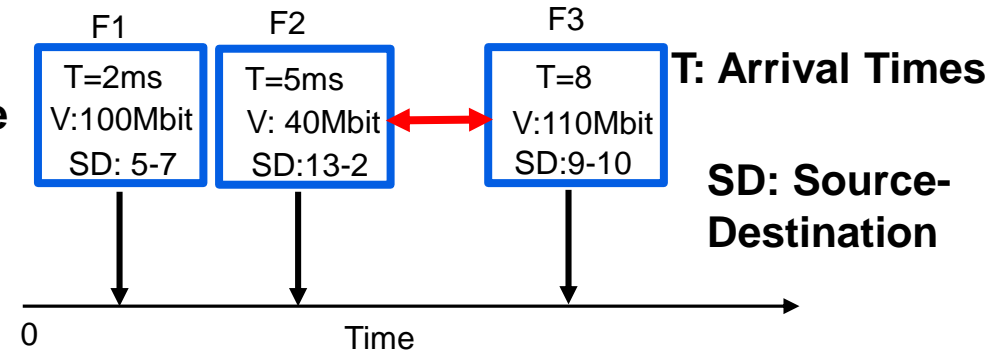 F1
F2
F3
T=2ms
V:100Mbit
SD: 5-7
T=5ms
V: 40Mbit
SD:13-2
T=8
V:110Mbit
SD:9-10
T: Arrival Times
SD: Source-
Destination
0
Time